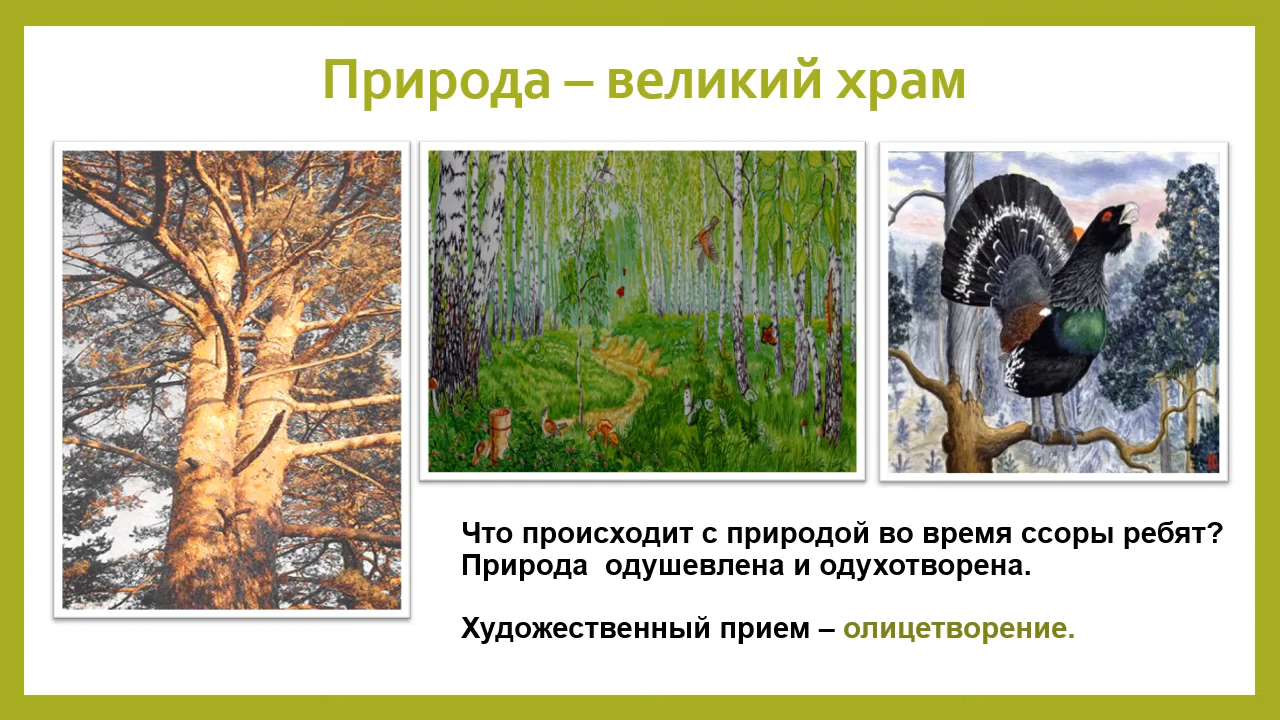 Природа – великий храм
Что происходит с природой во время ссоры ребят?
Природа  одушевлена и одухотворена.
Художественный прием – олицетворение.